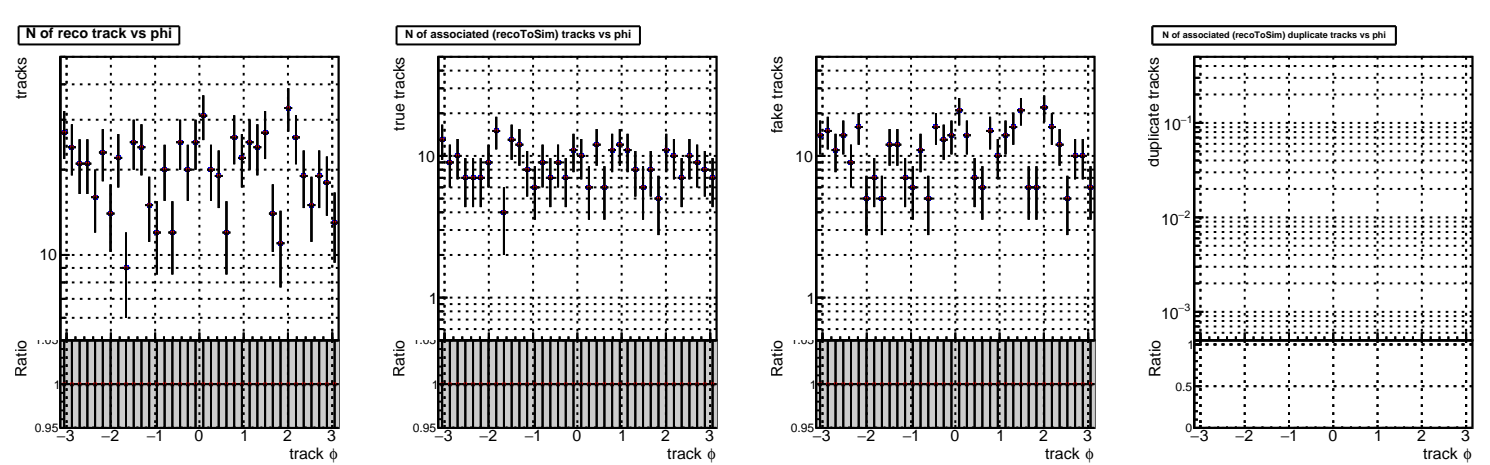 N of reco track vs phi
tracks
10
Ratio
1
0.95
−3 −2 −1 0 1 2 3
track ϕ
N of associated (recoToSim) tracks vs phi
true tracks
10
1
Ratio
1
0.95
−3 −2 −1 0 1 2 3
track ϕ
fake tracks
10
1
Ratio
1
0.95
−3 −2 −1 0 1 2 3
track ϕ
N of associated (recoToSim) duplicate tracks vs phi
duplicate tracks
10⁻¹
10⁻²
10⁻³
Ratio
1
0.5
0
−3 −2 −1 0 1 2 3
track ϕ